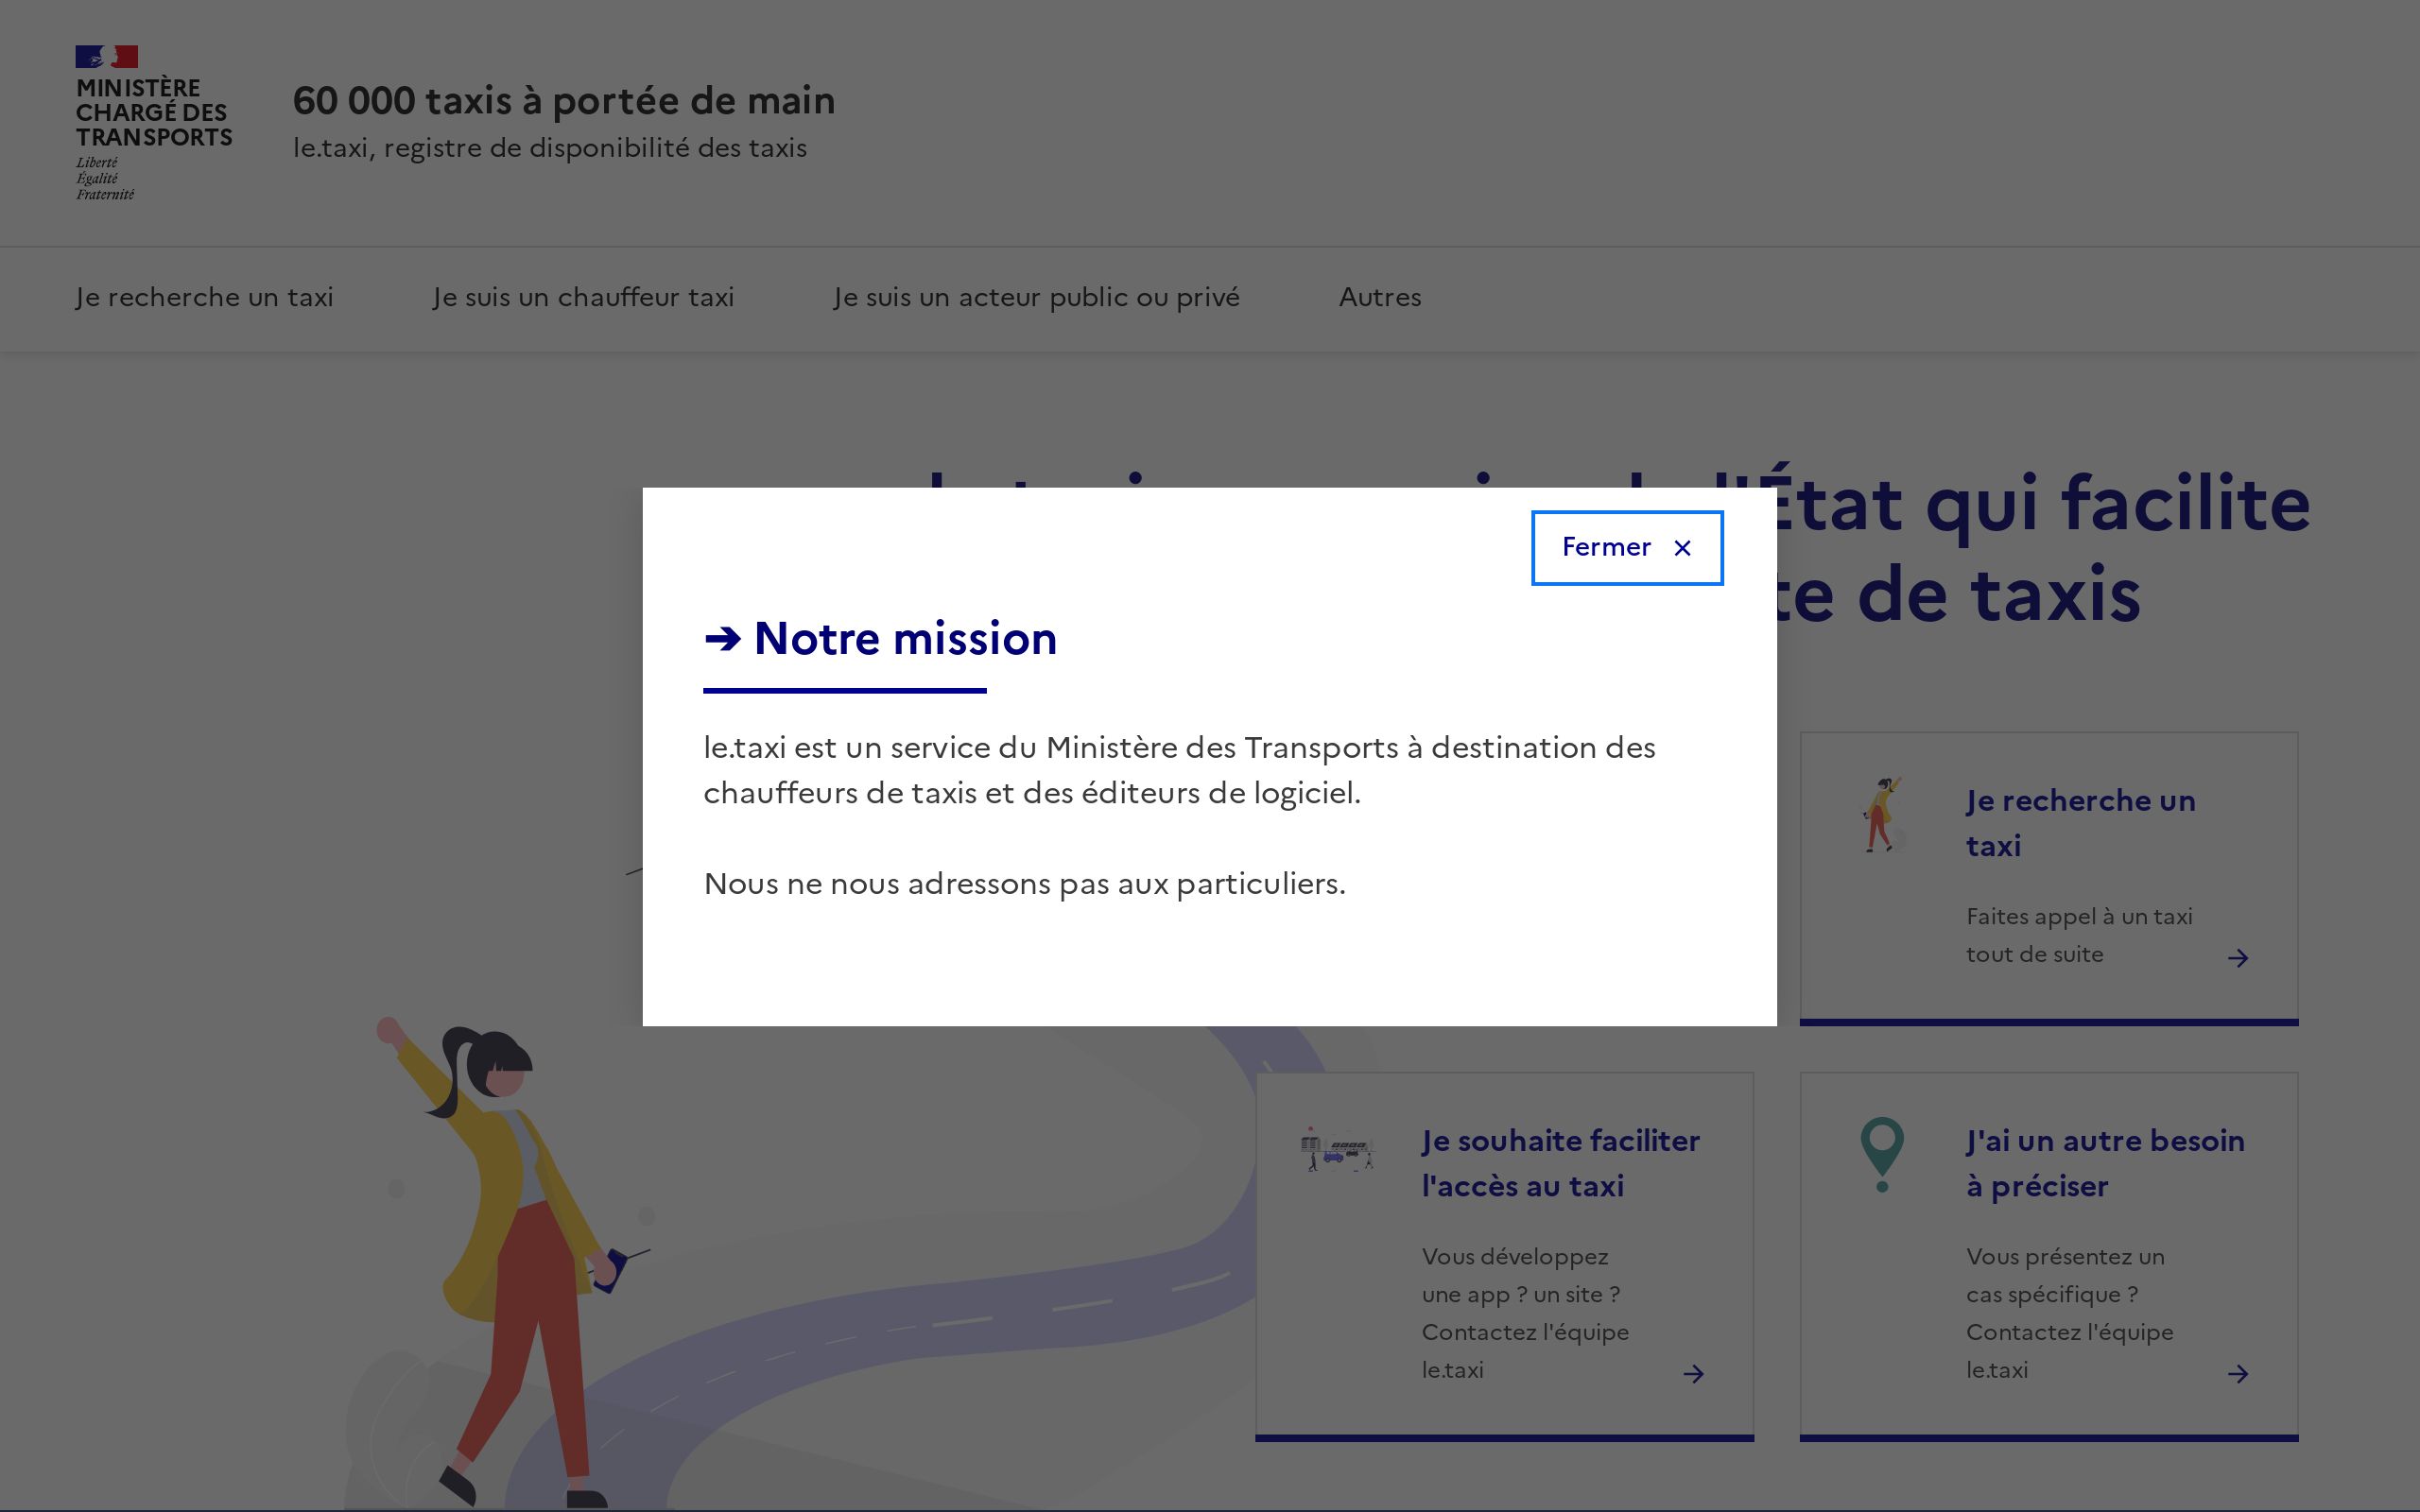 MINISTÈRE
CHARGÉ DES
TRANSPORTS
Liberté
Égalité
Fraternité
60 000 taxis à portée de main
le.taxi, registre de disponibilité des taxis
Je recherche un taxi
Je suis un chauffeur taxi
Je suis un acteur public ou privé
Autres
l'État qui facilite
de taxis
Fermer ×
➔ Notre mission
le.taxi est un service du Ministère des Transports à destination des
chauffeurs de taxis et des éditeurs de logiciel.
Nous ne nous adressons pas aux particuliers.
Je recherche un
taxi
Faites appel à un taxi
tout de suite
Je souhaite faciliter
l'accès au taxi
Vous développez
une app ? un site ?
Contactez l'équipe
le.taxi
J'ai un autre besoin
à préciser
Vous présentez un
cas spécifique ?
Contactez l'équipe
le.taxi